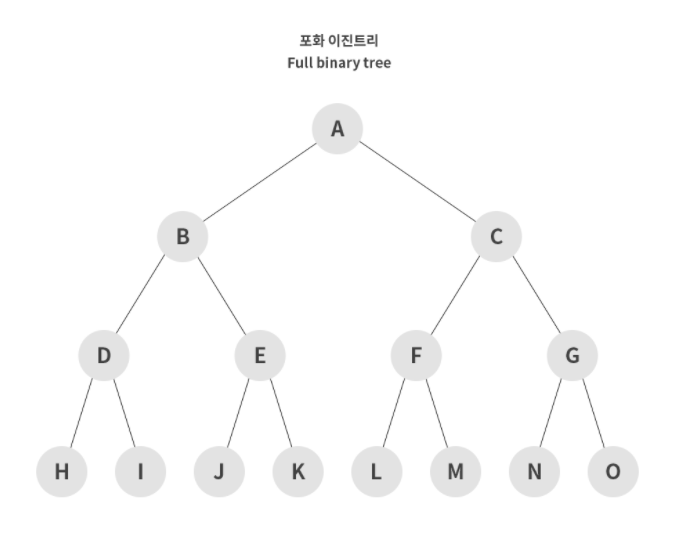 포화 이진트리
Full binary tree
A
B C
D E F G
H I J K L M N O